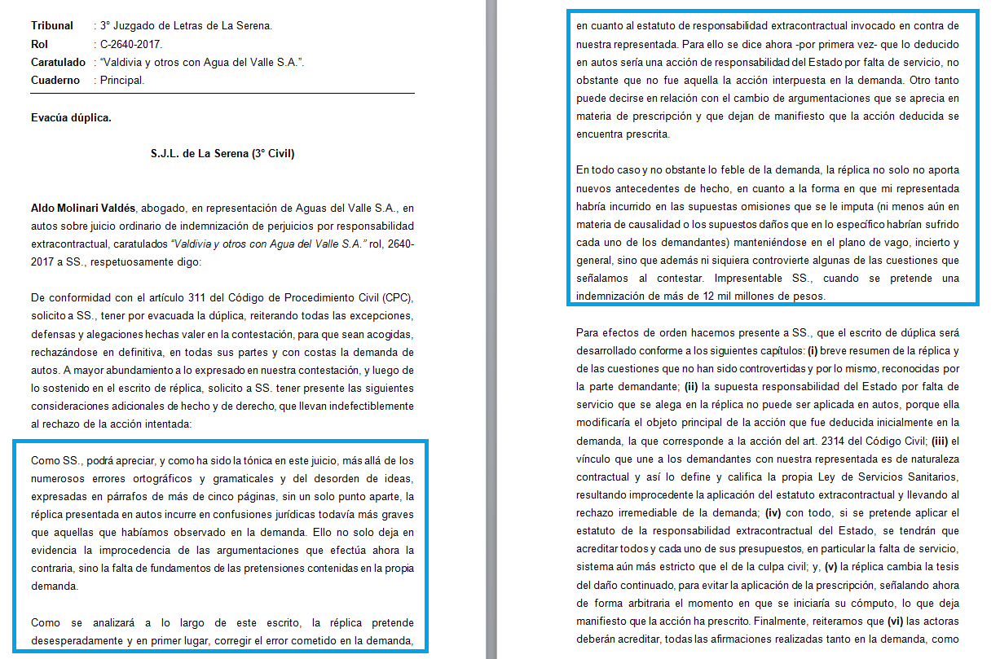 Tribunal : 3° Juzgado de Letras de La Serena.
Rol : C-2640-2017.
Caratulado : “Valdivia y otros con Agua del Valle S.A.”.
Cuaderno : Principal.
Evacúa dúplica.
S.J.L. de La Serena (3° Civil)
Aldo Molinari Valdés, abogado, en representación de Aguas del Valle S.A., en
autos sobre juicio ordinario de indemnización de perjuicios por responsabilidad
extracontractual, caratulados “Valdivia y otros con Agua del Valle S.A.” rol, 2640-
2017 a SS., respetuosamente digo:
De conformidad con el artículo 311 del Código de Procedimiento Civil (CPC),
solicito a SS., tener por evacuada la dúplica, reiterando todas las excepciones,
defensas y alegaciones hechas valer en la contestación, para que sean acogidas,
rechazándose en definitiva, en todas sus partes y con costas la demanda de
autos. A mayor abundamiento a lo expresado en nuestra contestación, y luego de
lo sostenido en el escrito de réplica, solicito a SS. tener presente las siguientes
consideraciones adicionales de hecho y de derecho, que llevan indefectiblemente
al rechazo de la acción intentada:
Como SS., podrá apreciar, y como ha sido la tónica en este juicio, más allá de los
numerosos errores ortográficos y gramaticales y del desorden de ideas,
expresadas en párrafos de más de cinco páginas, sin un solo punto aparte, la
réplica presentada en autos incurre en confusiones jurídicas todavía más graves
que aquellas que habíamos observado en la demanda. Ello no solo deja en
evidencia la improcedencia de las argumentaciones que efectúa ahora la
contraria, sino la falta de fundamentos de las pretensiones contenidas en la propia
demanda.
Como se analizará a lo largo de este escrito, la réplica pretende
desesperadamente y en primer lugar, corregir el error cometido en la demanda,
en cuanto al estatuto de responsabilidad extracontractual invocado en contra de
nuestra representada. Para ello se dice ahora -por primera vez- que lo deducido
en autos sería una acción de responsabilidad del Estado por falta de servicio, no
obstante que no fue aquella la acción interpuesta en la demanda. Otro tanto
puede decirse en relación con el cambio de argumentaciones que se aprecia en
materia de prescripción y que dejan de manifiesto que la acción deducida se
encuentra prescrita.
En todo caso y no obstante lo feble de la demanda, la réplica no solo no aporta
nuevos antecedentes de hecho, en cuanto a la forma en que mi representada
habría incurrido en las supuestas omisiones que se le imputa (ni menos aún en
materia de causalidad o los supuestos daños que en lo específico habrían sufrido
cada uno de los demandantes) manteniéndose en el plano de vago, incierto y
general, sino que además ni siquiera controvierte algunas de las cuestiones que
señalamos al contestar. Impresentable SS., cuando se pretende una
indemnización de más de 12 mil millones de pesos.
Para efectos de orden hacemos presente a SS., que el escrito de dúplica será
desarrollado conforme a los siguientes capítulos: (i) breve resumen de la réplica y
de las cuestiones que no han sido controvertidas y por lo mismo, reconocidas por
la parte demandante; (ii) la supuesta responsabilidad del Estado por falta de
servicio que se alega en la réplica no puede ser aplicada en autos, porque ella
modificaría el objeto principal de la acción que fue deducida inicialmente en la
demanda, la que corresponde a la acción del art. 2314 del Código Civil; (iii) el
vínculo que une a los demandantes con nuestra representada es de naturaleza
contractual y así lo define y califica la propia Ley de Servicios Sanitarios,
resultando improcedente la aplicación del estatuto extracontractual y llevando al
rechazo irremediable de la demanda; (iv) con todo, si se pretende aplicar el
estatuto de la responsabilidad extracontractual del Estado, se tendrán que
acreditar todos y cada uno de sus presupuestos, en particular la falta de servicio,
sistema aún más estricto que el de la culpa civil; y, (v) la réplica cambia la tesis
del daño continuado, para evitar la aplicación de la prescripción, señalando ahora
de forma arbitraria el momento en que se iniciaría su cómputo, lo que deja
manifiesto que la acción ha prescrito. Finalmente, reiteramos que (vi) las actoras
deberán acreditar, todas las afirmaciones realizadas tanto en la demanda, como